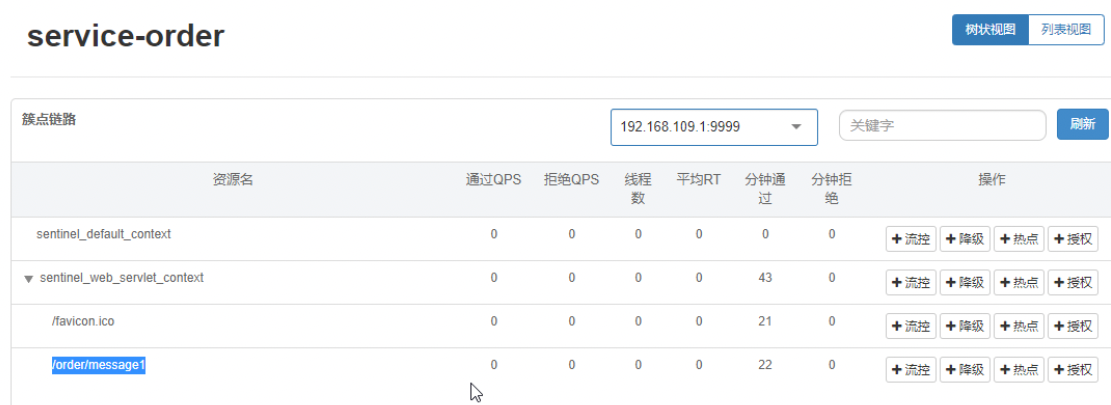 service-order
树状视图 列表视图
簇点链路 192.168.109.1:9999 关键字 刷新
资源名 通过QPS 拒绝QPS 线程数 平均RT 分钟通过 分钟拒绝 操作
sentinel_default_context 0 0 0 0 0 0 +流控 +降级 +热点 +授权
sentinel_web_servlet_context 0 0 0 0 43 0 +流控 +降级 +热点 +授权
/favicon.ico 0 0 0 0 21 0 +流控 +降级 +热点 +授权
/order/message1 0 0 0 0 22 0 +流控 +降级 +热点 +授权